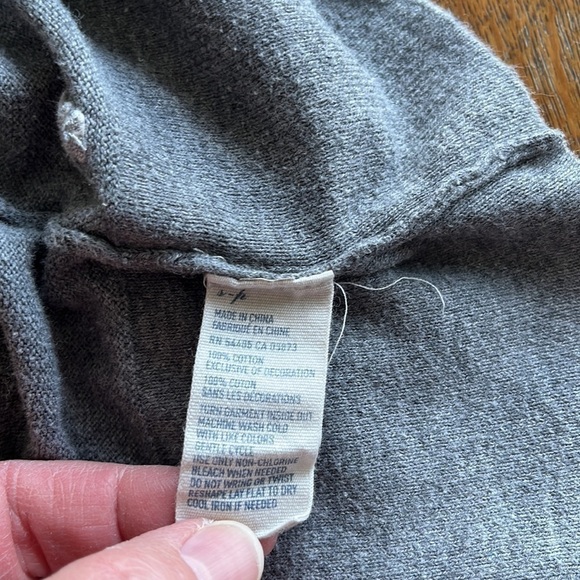 S-P
MADE IN CHINA
FABRIQUÉ EN CHINE
RN 54485 CA 03873
100% COTTON
EXCLUSIVE OF DECORATION
100% COTON
SANS LES DÉCORATIONS
TURN GARMENT INSIDE OUT
MACHINE WASH COLD
WITH LIKE COLORS
CYCLE
USE ONLY NON-CHLORINE
BLEACH WHEN NEEDED
DO NOT WRING OR TWIST
RESHAPE LAY FLAT TO DRY
COOL IRON IF NEEDED